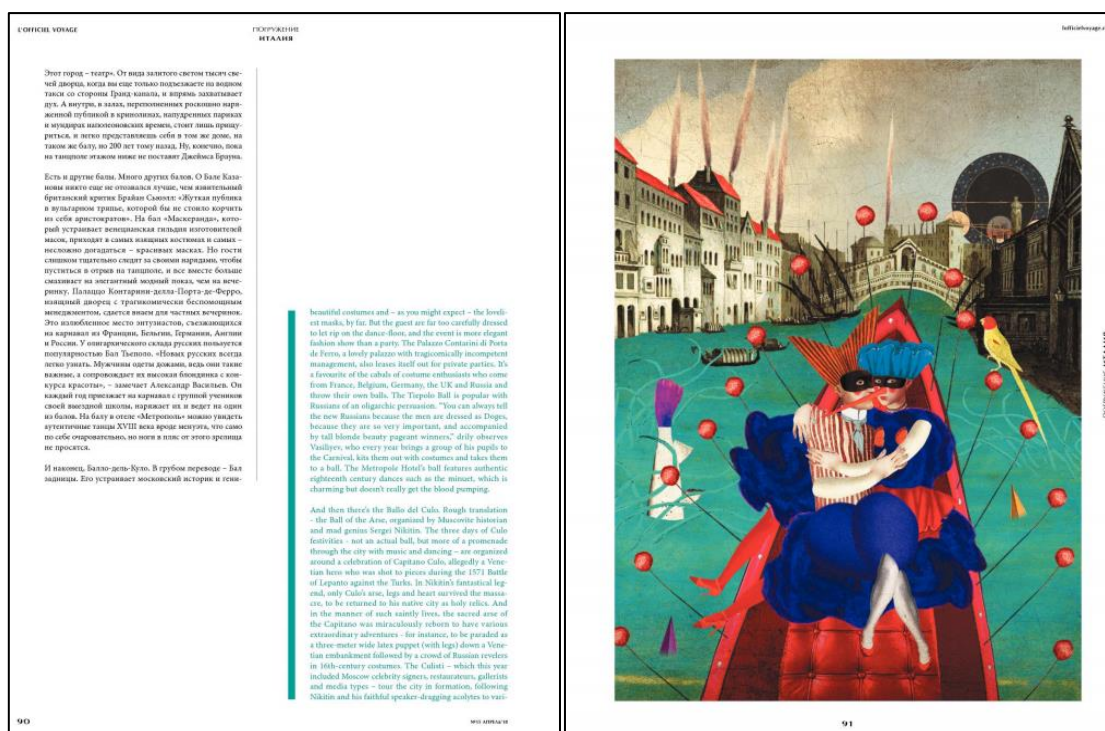 L'OFFICIEL VOYAGE
ПОГРУЖЕНИЕ
ИТАЛИЯ
Этот город – театр». От вида залитого светом тысяч све-
чей дворца, когда вы еще только подъезжаете на водном
такси со стороны Гранд-канала, и впрямь захватывает
дух. А внутри, в залах, переполненных роскошно наря-
женной публикой в кринолинах, напудренных париках
и мундирах наполеоновских времен, стоит лишь прищу-
риться, и легко представляешь себя в том же доме, на
таком же балу, но 200 лет тому назад. Ну, конечно, пока
на танцполе этажом ниже не поставят Джеймса Брауна.
Есть и другие балы. Много других балов. О Бале Каза-
новы никто еще не отозвался лучше, чем язвительный
британский критик Брайан Сьюэлл: «Жуткая публика
в вульгарном тряпье, которой бы не стоило корчить
из себя аристократов». На бал «Маскеранда», кото-
рый устраивает венецианская гильдия изготовителей
масок, приходят в самых изящных костюмах и самых –
несложно догадаться – красивых масках. Но гости
слишком тщательно следят за своими нарядами, чтобы
пуститься в отрыв на танцполе, и все вместе больше
смахивает на элегантный модный показ, чем на вече-
ринку. Палаццо Контарини-делла-Порта-де-Ферро,
изящный дворец с трагикомически беспомощным
менеджментом, сдается внаем для частных вечеринок.
Это излюбленное место энтузиастов, съезжающихся
на карнавал из Франции, Бельгии, Германии, Англии
и России. У олигархического склада русских пользуется
популярностью Бал Тьеполо. «Новых русских всегда
легко узнать. Мужчины одеты дожами, ведь они такие
важные, а сопровождает их высокая блондинка с кон-
курса красоты», – замечает Александр Васильев. Он
каждый год приезжает на карнавал с группой учеников
своей выездной школы, наряжает их и ведет на один
из балов. На балу в отеле «Метрополь» можно увидеть
аутентичные танцы XVIII века вроде менуэта, что само
по себе очаровательно, но ноги в пляс от этого зрелища
не просятся.
И наконец, Балло-дель-Куло. В грубом переводе – Бал
задницы. Его устраивает московский историк и гени-
beautiful costumes and – as you might expect – the loveli-
est masks, by far. But the guest are far too carefully dressed
to let rip on the dance-floor, and the event is more elegant
fashion show than a party. The Palazzo Contarini di Porta
de Ferro, a lovely palazzo with tragicomically incompetent
management, also leases itself out for private parties. It's
a favourite of the cabals of costume enthusiasts who come
from France, Belgium, Germany, the UK and Russia and
throw their own balls. The Tiepolo Ball is popular with
Russians of an oligarchic persuasion. "You can always tell
the new Russians because the men are dressed as Doges,
because they are so very important, and accompanied
by tall blonde beauty pageant winners," drily observes
Vasiliyev, who every year brings a group of his pupils to
the Carnival, kits them out with costumes and takes them
to a ball. The Metropole Hotel's ball features authentic
eighteenth century dances such as the minuet, which is
charming but doesn't really get the blood pumping.
And then there's the Ballo del Culo. Rough translation
- the Ball of the Arse, organized by Muscovite historian
and mad genius Sergei Nikitin. The three days of Culo
festivities - not an actual ball, but more of a promenade
through the city with music and dancing – are organized
around a celebration of Capitano Culo, allegedly a Vene-
tian hero who was shot to pieces during the 1571 Battle
of Lepanto against the Turks. In Nikitin's fantastical leg-
end, only Culo's arse, legs and heart survived the massa-
cre, to be returned to his native city as holy relics. And
in the manner of such saintly lives, the sacred arse of
the Capitano was miraculously reborn to have various
extraordinary adventures - for instance, to be paraded as
a three-meter wide latex puppet (with legs) down a Vene-
tian embankment followed by a crowd of Russian revelers
in 16th-century costumes. The Culisti – which this year
included Moscow celebrity signers, restaurateurs, gallerists
and media types – tour the city in formation, following
Nikitin and his faithful speaker-dragging acolytes to vari-
90
№33 АПРЕЛЬ'18
91